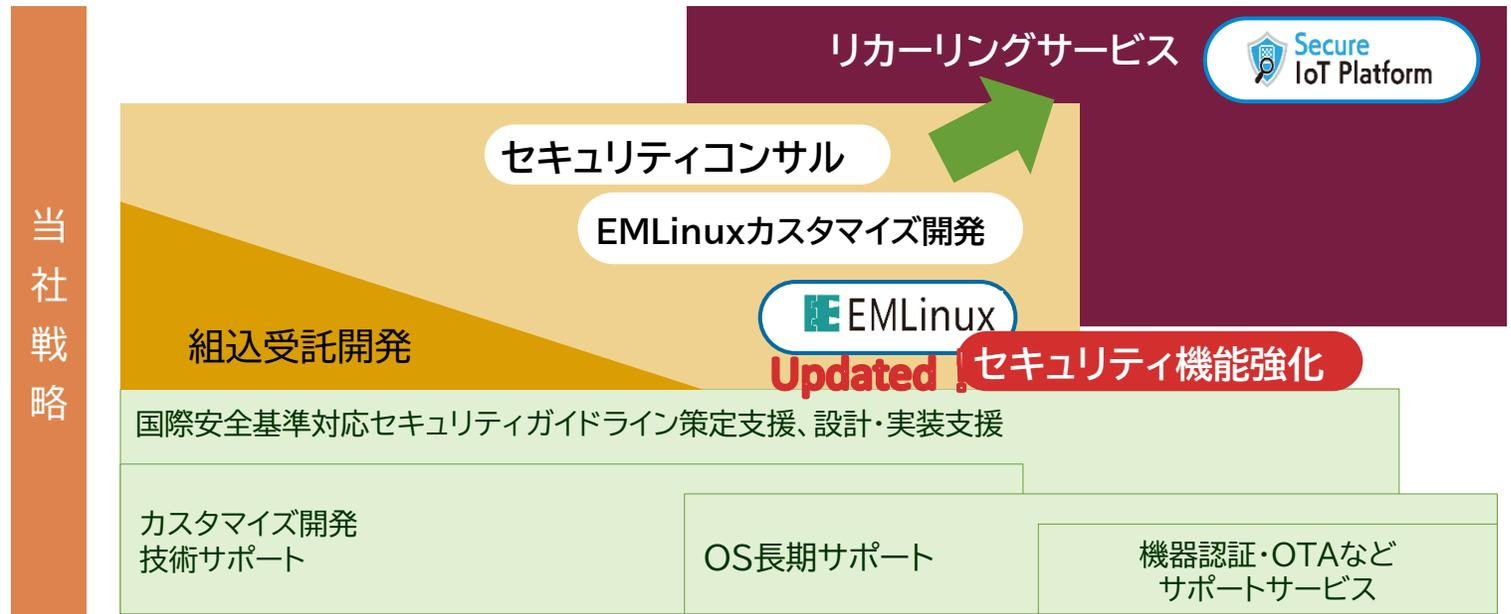 当社戦略
リカーリングサービス
Secure
IoT Platform
セキュリティコンサル
EMLinuxカスタマイズ開発
EMLinux
組込受託開発
Updated！
セキュリティ機能強化
国際安全基準対応セキュリティガイドライン策定支援、設計・実装支援
カスタマイズ開発
技術サポート
OS長期サポート
機器認証・OTAなど
サポートサービス